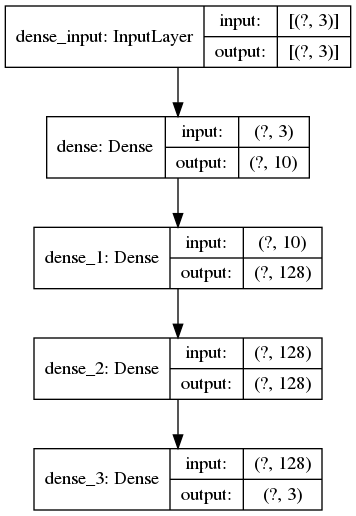 dense_input: InputLayer
input: [(?, 3)]
output: [(?, 3)]
dense: Dense
input: (?, 3)
output: (?, 10)
dense_1: Dense
input: (?, 10)
output: (?, 128)
dense_2: Dense
input: (?, 128)
output: (?, 128)
dense_3: Dense
input: (?, 128)
output: (?, 3)